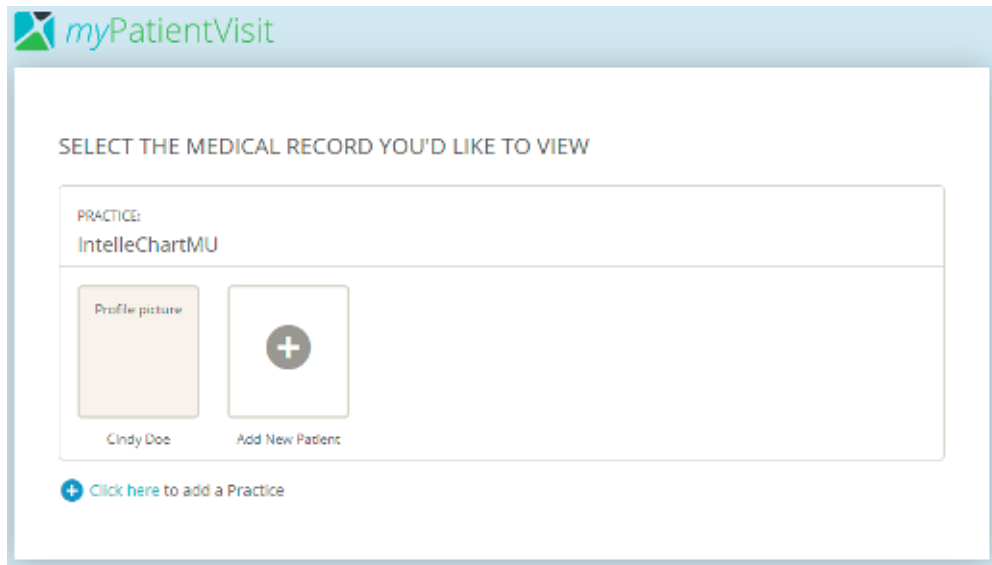 myPatientVisit
SELECT THE MEDICAL RECORD YOU'D LIKE TO VIEW
PRACTICE:
IntelleChartMU
Profile picture
Cindy Doe
Add New Patient
Click here to add a Practice